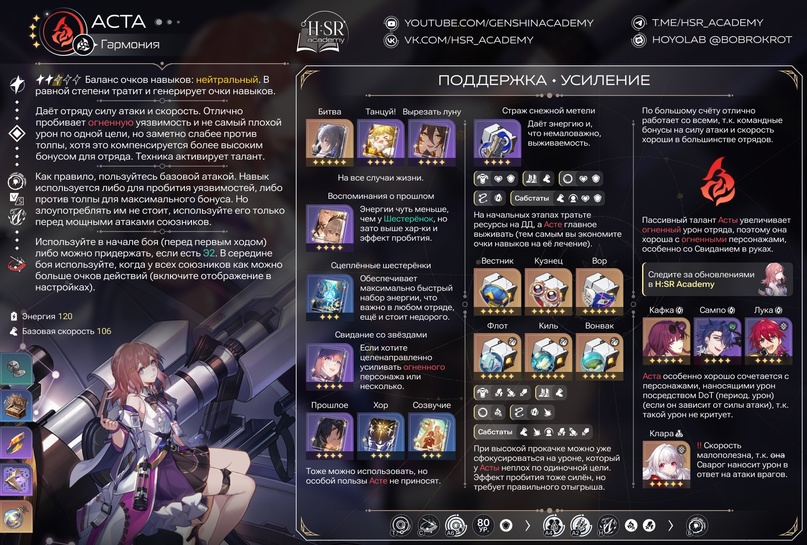 АСТА
Гармония
H·SR
academy
YOUTUBE.COM/GENSHINACADEMY
VK.COM/HSR_ACADEMY
T.ME/HSR_ACADEMY
HOYOLAB @BOBROKROT
Баланс очков навыков: нейтральный. В
равной степени тратит и генерирует очки навыков.
Даёт отряду силу атаки и скорость. Отлично
пробивает огненную уязвимость и не самый плохой
урон по одной цели, но заметно слабее против
толпы, хотя это компенсируется более высоким
бонусом для отряда. Техника активирует талант.
Как правило, пользуйтесь базовой атакой. Навык
используется либо для пробития уязвимостей, либо
против толпы для максимального бонуса. Но
злоупотреблять им не стоит, используйте его только
перед мощными атаками союзников.
Используйте в начале боя (перед первым ходом)
либо можно придержать, если есть Э2. В середине
боя используйте, когда у всех союзников как можно
больше очков действий (включите отображение в
настройках).
Энергия 120
Базовая скорость 106
ПОДДЕРЖКА • УСИЛЕНИЕ
Битва
Танцуй!
Вырезать луну
На все случаи жизни.
Воспоминания о прошлом
Энергии чуть меньше,
чем у Шестерёнок, но
зато выше хар-ки и
эффект пробития.
Сцеплённые шестерёнки
Обеспечивает
максимально быстрый
набор энергии, что
важно в любом отряде,
ещё и стоит недорого.
Свидание со звёздами
Если хотите
целенаправленно
усиливать огненного
персонажа или
несколько.
Прошлое
Хор
Созвучие
Тоже можно использовать, но
особой пользы Асте не приносят.
Страж снежной метели
Даёт энергию и,
что немаловажно,
выживаемость.
Сабстаты
На начальных этапах тратьте
ресурсы на ДД, а Асте главное
выживать (тем самым вы экономите
очки навыков на её лечение).
Вестник
Кузнец
Вор
Флот
Киль
Вонвак
Сабстаты
При высокой прокачке можно уже
сфокусироваться на уроне, который
у Асты неплох по одиночной цели.
Эффект пробития тоже силён, но
требует правильного отыгрыша.
По большому счёту отлично
работает со всеми, т.к. командные
бонусы на силу атаки и скорость
хороши в большинстве отрядов.
Пассивный талант Асты увеличивает
огненный урон отряда, поэтому она
хороша с огненными персонажами,
особенно со Свиданием в руках.
Следите за обновлениями
в H:SR Academy
Кафка
Сампо
Лука
Аста особенно хорошо сочетается с
персонажами, наносящими урон
посредством DoT (период. урон)
(если он зависит от силы атаки), т.к.
такой урон не критует.
Клара
!! Скорость
малополезна, т.к. она
Сварог наносит урон в
ответ на атаки врагов.
80
УР.